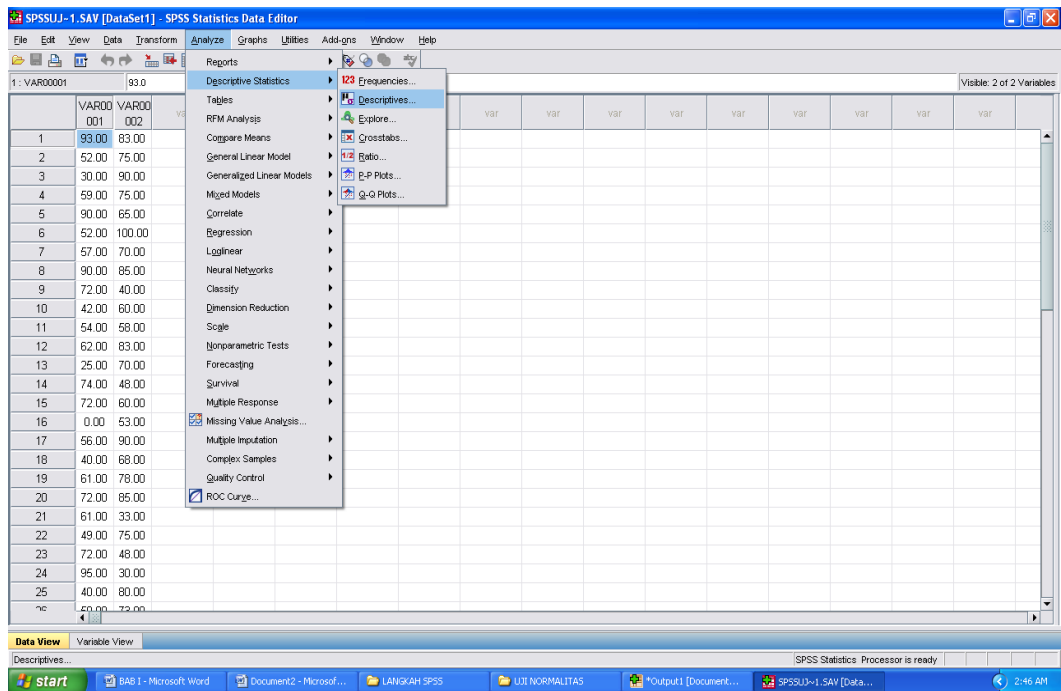 SPSSUJ~1.SAV [DataSet1] - SPSS Statistics Data Editor
File Edit View Data Transform Analyze Graphs Utilities Add-ons Window Help
1 : VAR00001 93.0 Visible: 2 of 2 Variables
Reports
Descriptive Statistics
Tables
RFM Analysis
Compare Means
General Linear Model
Generalized Linear Models
Mixed Models
Correlate
Regression
Loglinear
Neural Networks
Classify
Dimension Reduction
Scale
Nonparametric Tests
Forecasting
Survival
Multiple Response
Missing Value Analysis...
Multiple Imputation
Complex Samples
Quality Control
ROC Curve...
123 Frequencies...
Descriptives...
Explore...
Crosstabs...
1/2 Ratio...
P-P Plots...
Q-Q Plots...
VAR00 VAR00 var var var var var var var var
001 002
1 93.00 83.00
2 52.00 75.00
3 30.00 90.00
4 59.00 75.00
5 90.00 65.00
6 52.00 100.00
7 57.00 70.00
8 90.00 85.00
9 72.00 40.00
10 42.00 60.00
11 54.00 58.00
12 62.00 83.00
13 25.00 70.00
14 74.00 48.00
15 72.00 60.00
16 0.00 53.00
17 56.00 90.00
18 40.00 68.00
19 61.00 78.00
20 72.00 85.00
21 61.00 33.00
22 49.00 75.00
23 72.00 48.00
24 95.00 30.00
25 40.00 80.00
Data View Variable View
Descriptives... SPSS Statistics Processor is ready
start BAB I - Microsoft Word Document2 - Microsof... LANGKAH SPSS UJI NORMALITAS *Output1 [Document... SPSSUJ~1.SAV [Data... 2:46 AM